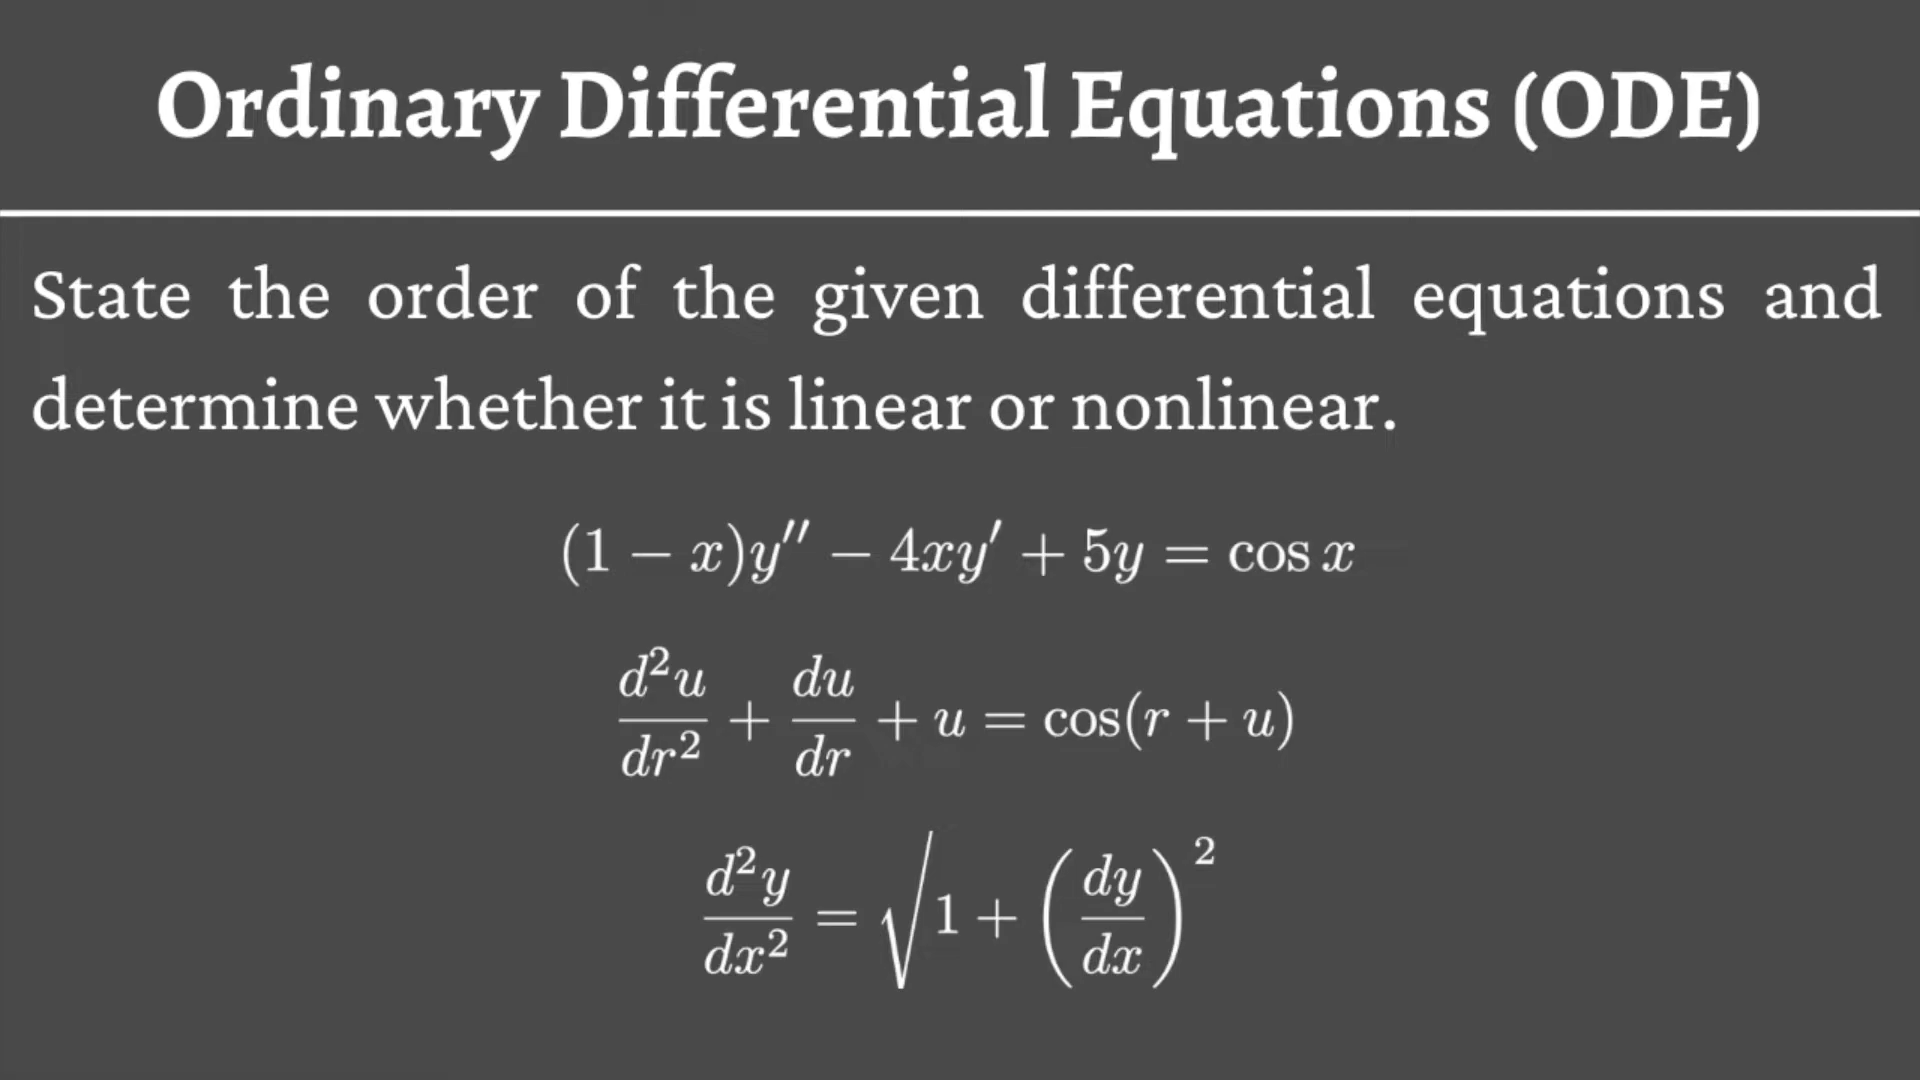 Ordinary Differential Equations (ODE)
State the order of the given differential equations and
determine whether it is linear or nonlinear.
(1 − x)y″ − 4xy′ + 5y = cos x
d²u/dr² + du/dr + u = cos(r + u)
d²y/dx² = √1 + (dy/dx)²